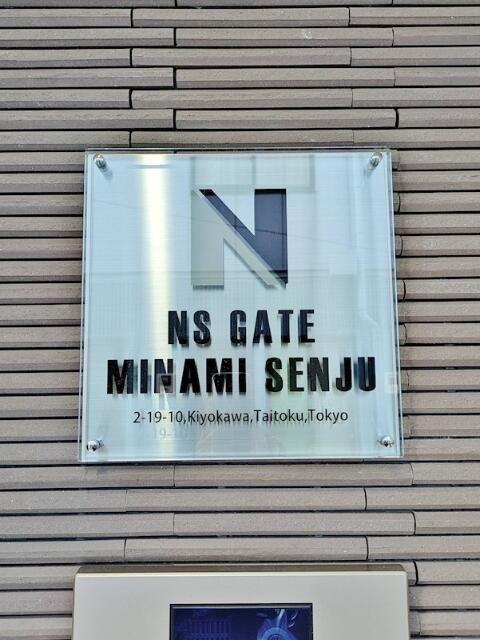 N
NS GATE
MINAMI SENJU
2-19-10,Kiyokawa,Taitoku,Tokyo